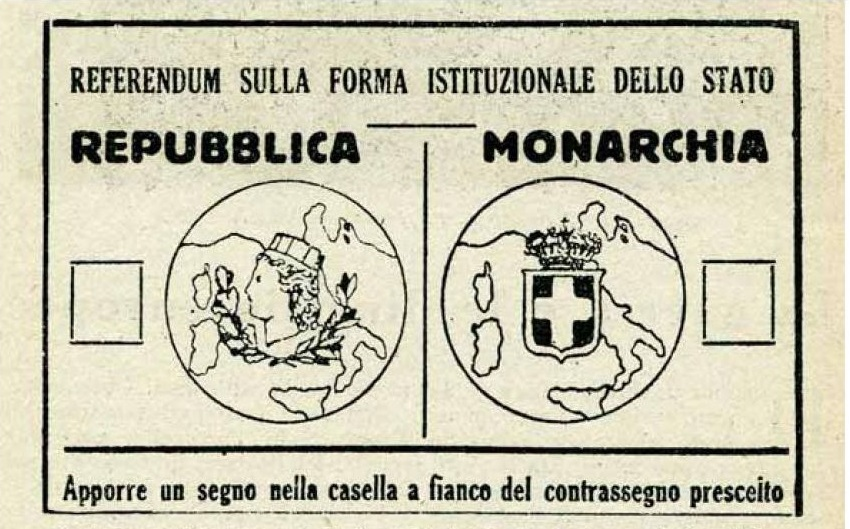 REFERENDUM SULLA FORMA ISTITUZIONALE DELLO STATO
REPUBBLICA
MONARCHIA
Apporre un segno nella casella a fianco del contrassegno prescelto